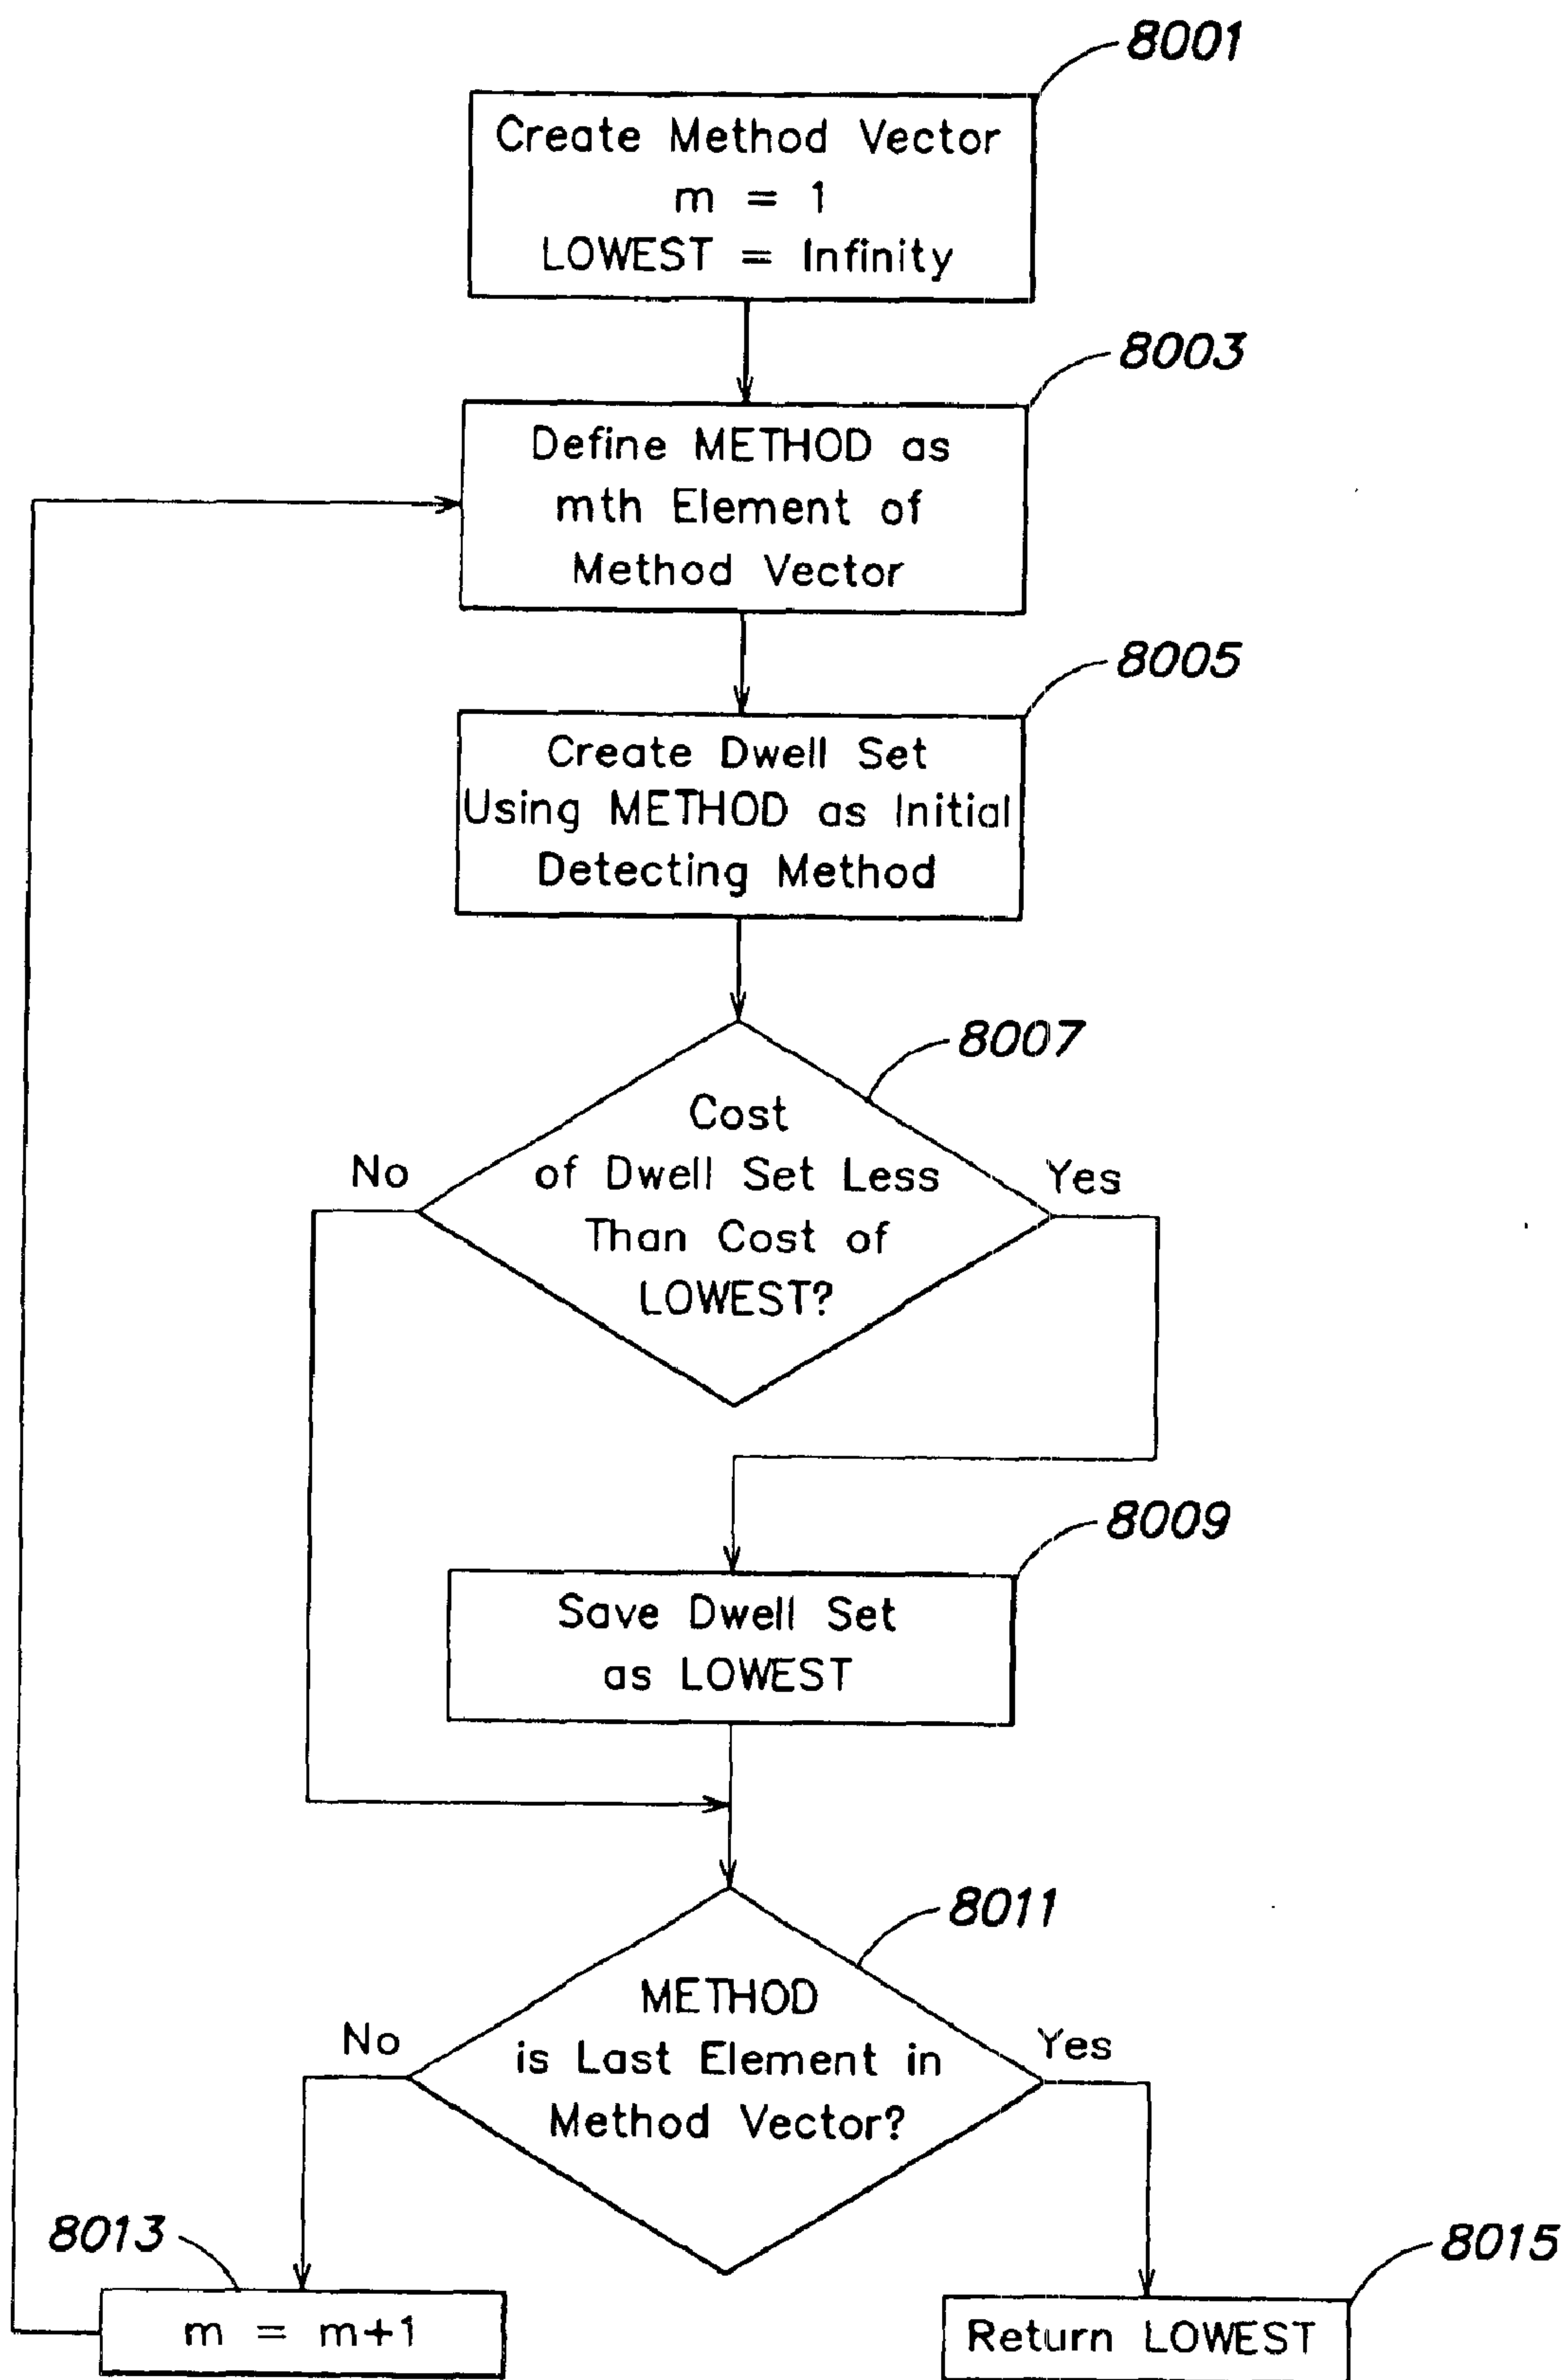 8001
Create Method Vector
m = 1
LOWEST = Infinity
8003
Define METHOD as
mth Element of
Method Vector
8005
Create Dwell Set
Using METHOD as Initial
Detecting Method
8007
Cost
of Dwell Set Less
Than Cost of
LOWEST?
No
Yes
8009
Save Dwell Set
as LOWEST
8011
METHOD
is Last Element in
Method Vector?
No
Yes
8013
m = m+1
8015
Return LOWEST